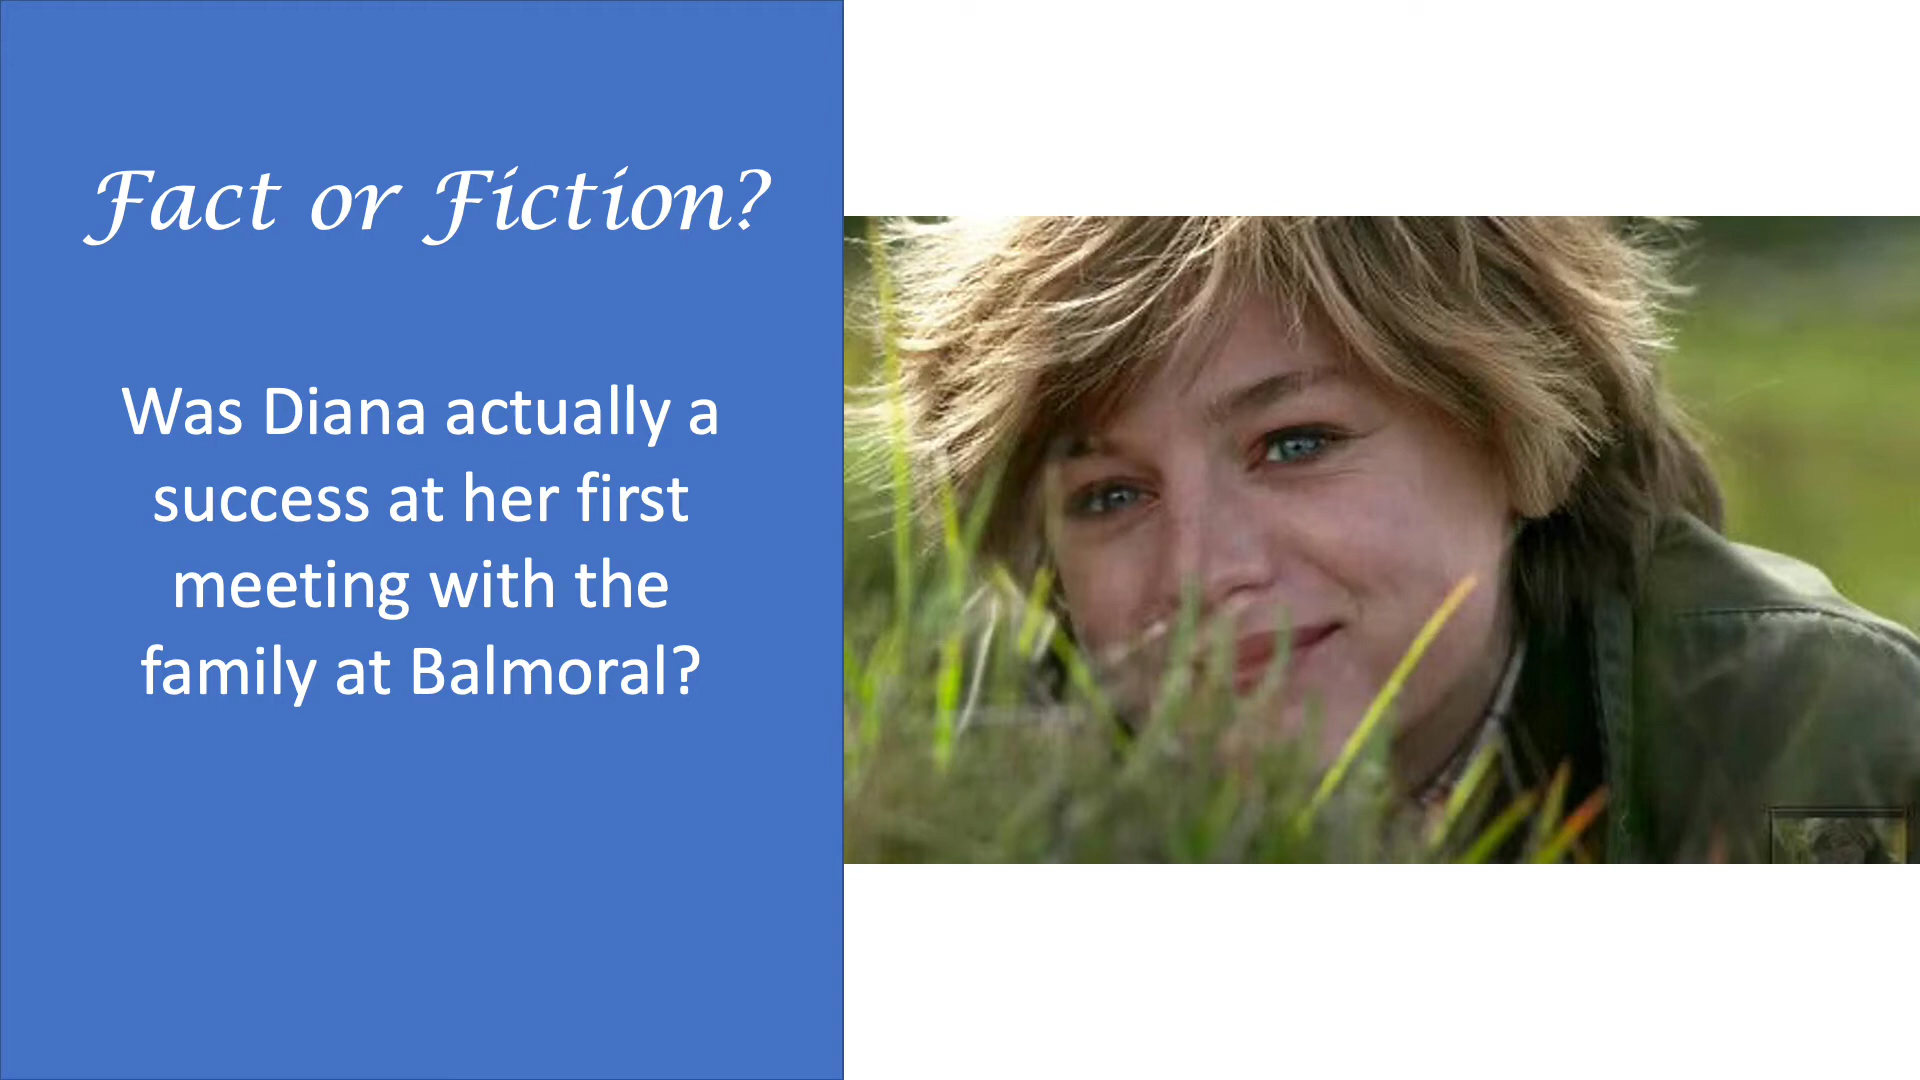 Fact or Fiction?
Was Diana actually a
success at her first
meeting with the
family at Balmoral?